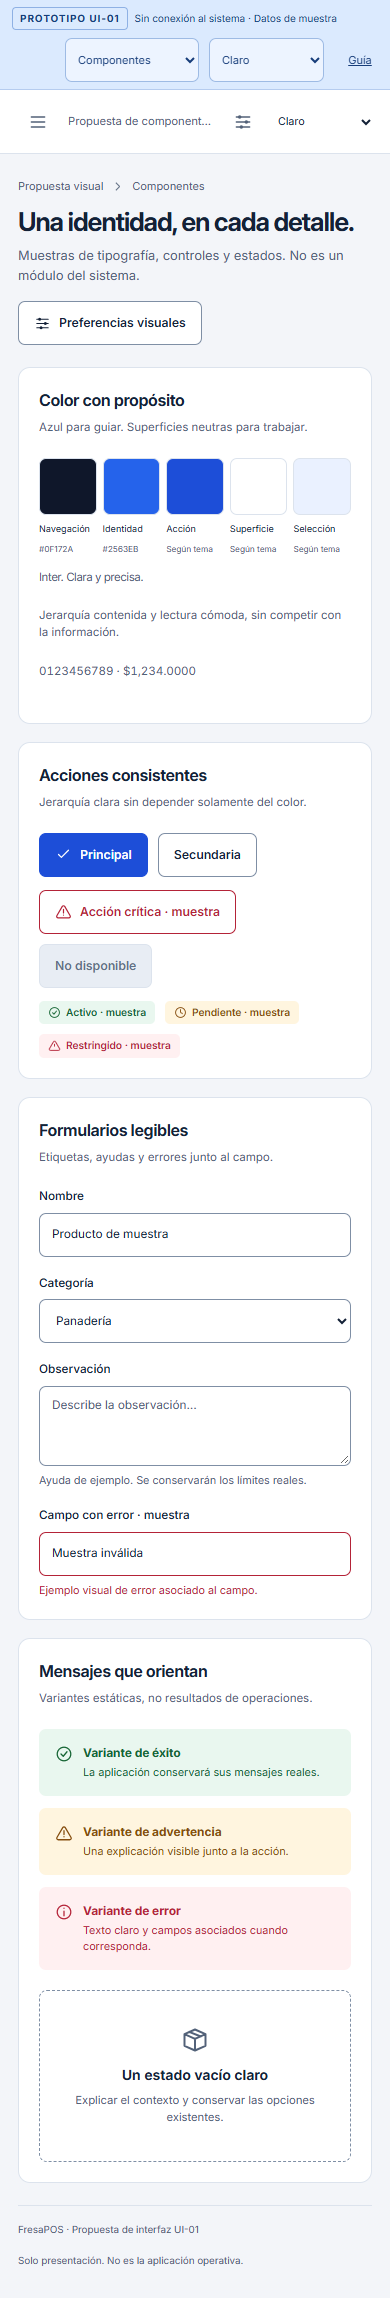 PROTOTIPO UI-01 Sin conexión al sistema · Datos de muestra
Componentes Claro Guía
Propuesta de component... Claro
Propuesta visual Componentes
Una identidad, en cada detalle.
Muestras de tipografía, controles y estados. No es un
módulo del sistema.
Preferencias visuales
Color con propósito
Azul para guiar. Superficies neutras para trabajar.
Navegación Identidad Acción Superficie Selección
#0F172A #2563EB Según tema Según tema Según tema
Inter. Clara y precisa.
Jerarquía contenida y lectura cómoda, sin competir con
la información.
0123456789 · $1,234.0000
Acciones consistentes
Jerarquía clara sin depender solamente del color.
Principal Secundaria
Acción crítica · muestra
No disponible
Activo · muestra Pendiente · muestra
Restringido · muestra
Formularios legibles
Etiquetas, ayudas y errores junto al campo.
Nombre
Producto de muestra
Categoría
Panadería
Observación
Describe la observación...
Ayuda de ejemplo. Se conservarán los límites reales.
Campo con error · muestra
Muestra inválida
Ejemplo visual de error asociado al campo.
Mensajes que orientan
Variantes estáticas, no resultados de operaciones.
Variante de éxito
La aplicación conservará sus mensajes reales.
Variante de advertencia
Una explicación visible junto a la acción.
Variante de error
Texto claro y campos asociados cuando
corresponda.
Un estado vacío claro
Explicar el contexto y conservar las opciones
existentes.
FresaPOS · Propuesta de interfaz UI-01
Solo presentación. No es la aplicación operativa.